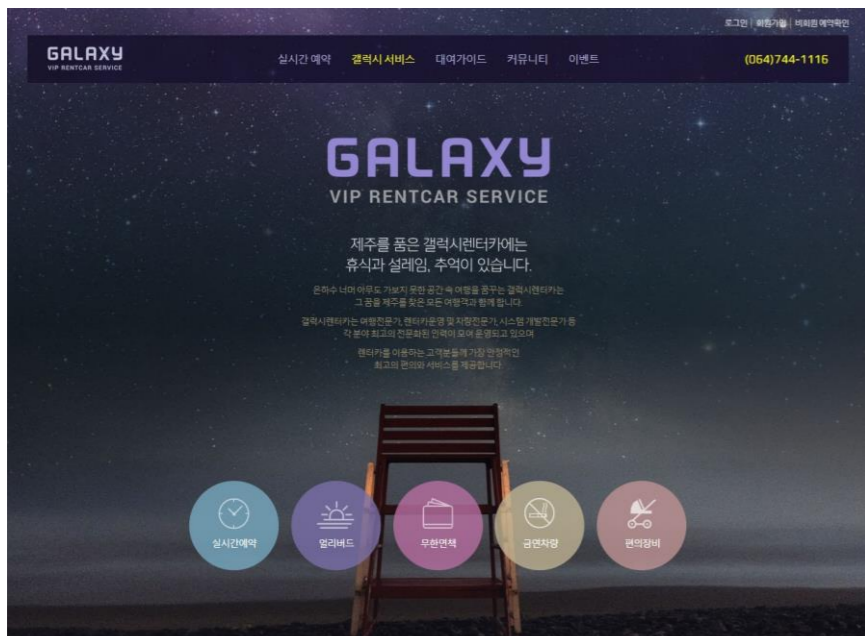 로그인 | 회원가입 | 비회원 예약확인
GALAXY
VIP RENTCAR SERVICE
실시간 예약 갤럭시 서비스 대여가이드 커뮤니티 이벤트
(064)744-1116
GALAXY
VIP RENTCAR SERVICE
제주를 품은 갤럭시렌터카에는
휴식과 설레임, 추억이 있습니다.
은하수 너머 아무도 가보지 못한 공간 속 여행을 꿈꾸는 갤럭시렌터카는
그 꿈을 제주를 찾은 모든 여행객과 함께 합니다.
갤럭시렌터카는 여행전문가, 렌터카운영 및 차량전문가, 시스템 개발전문가 등
각 분야 최고의 전문화된 인력이 모여 운영되고 있으며
렌터카를 이용하는 고객분들께 가장 안정적인
최고의 편의와 서비스를 제공합니다
실시간예약 얼리버드 무한면책 금연차량 편의장비